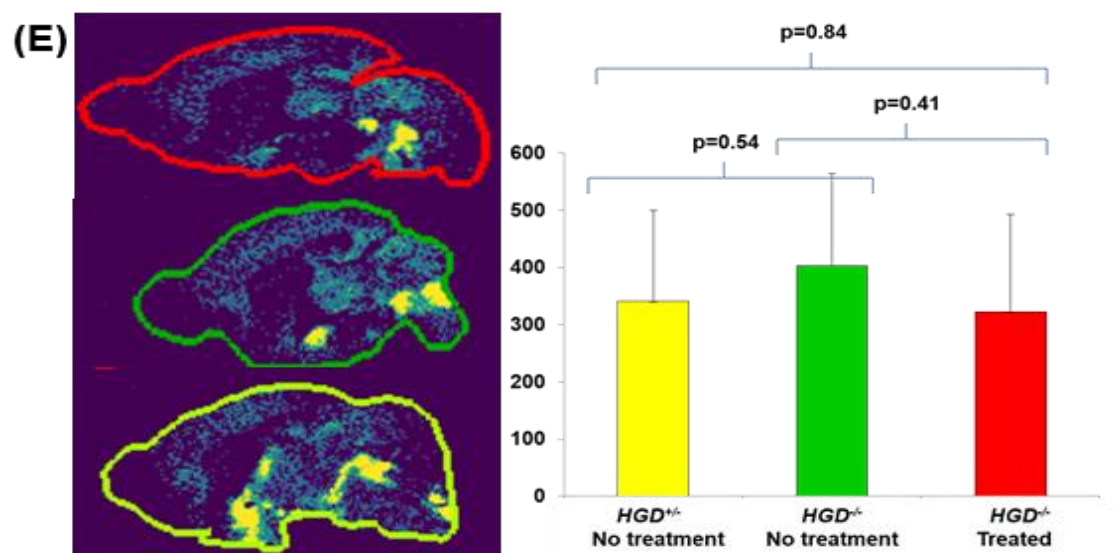 (E)
p=0.84
p=0.41
p=0.54
600
500
400
300
200
100
0
HGD+/-
No treatment
HGD-/-
No treatment
HGD-/-
Treated